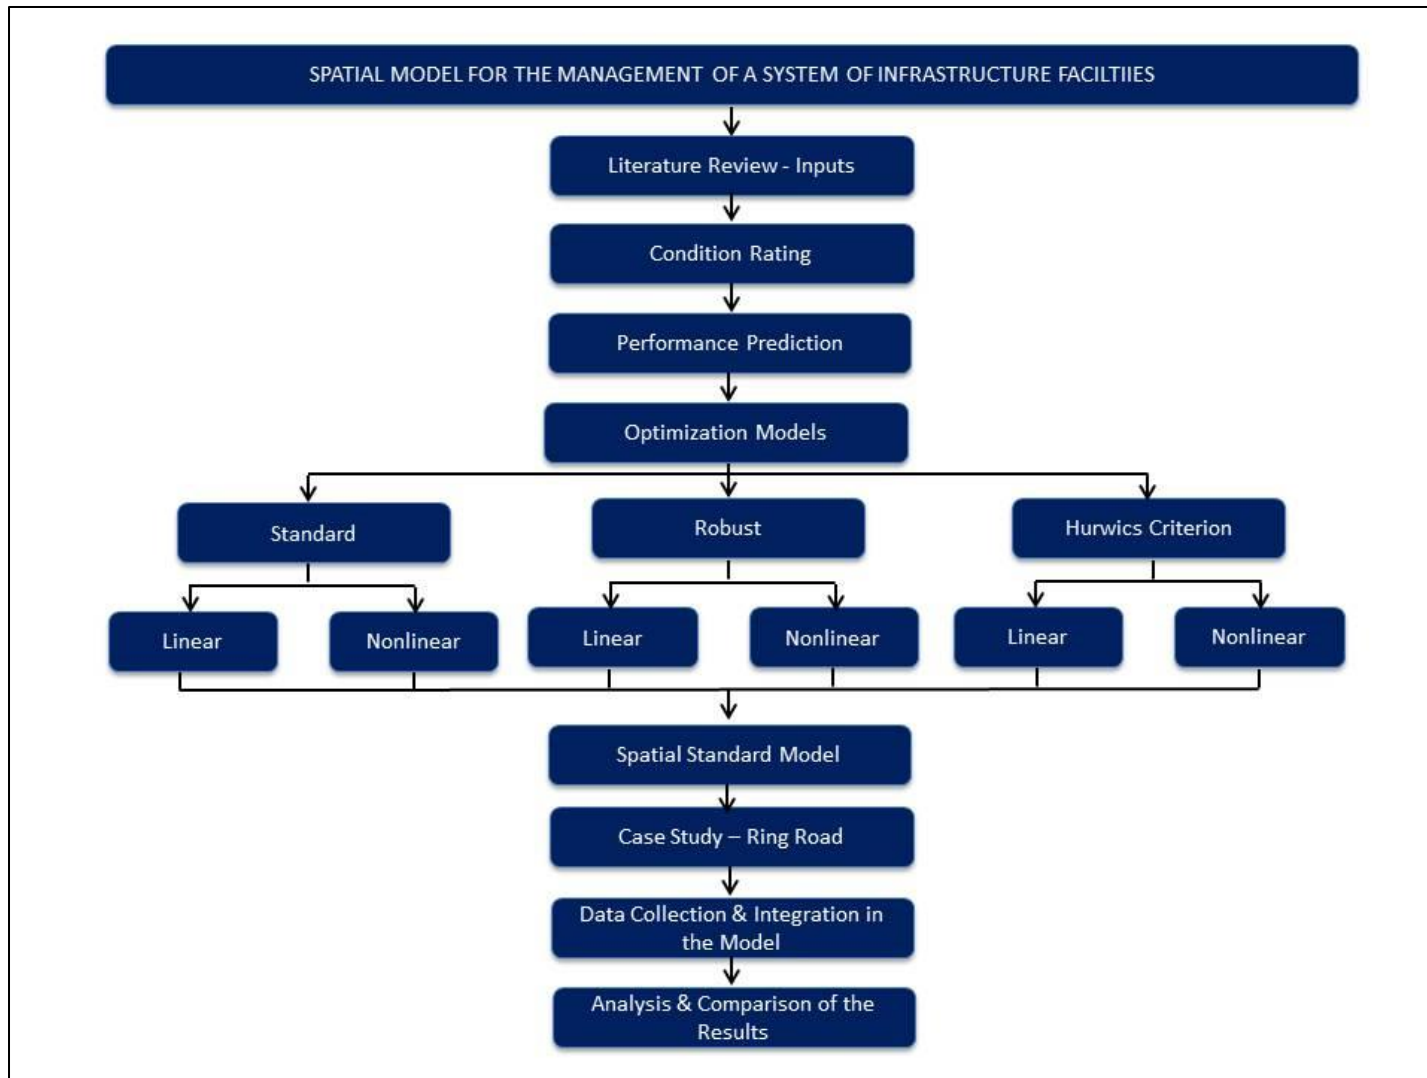 SPATIAL MODEL FOR THE MANAGEMENT OF A SYSTEM OF INFRASTRUCTURE FACILTIIES
Literature Review - Inputs
Condition Rating
Performance Prediction
Optimization Models
Standard
Robust
Hurwics Criterion
Linear
Nonlinear
Linear
Nonlinear
Linear
Nonlinear
Spatial Standard Model
Case Study – Ring Road
Data Collection & Integration in
the Model
Analysis & Comparison of the
Results